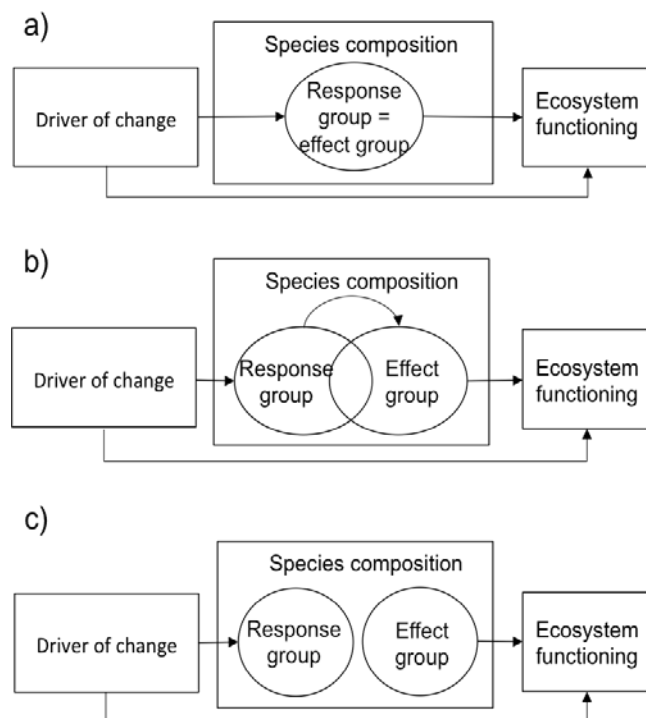 a)
Species composition
Driver of change
Response
group =
effect group
Ecosystem
functioning
b)
Species composition
Driver of change
Response
group
Effect
group
Ecosystem
functioning
c)
Species composition
Driver of change
Response
group
Effect
group
Ecosystem
functioning